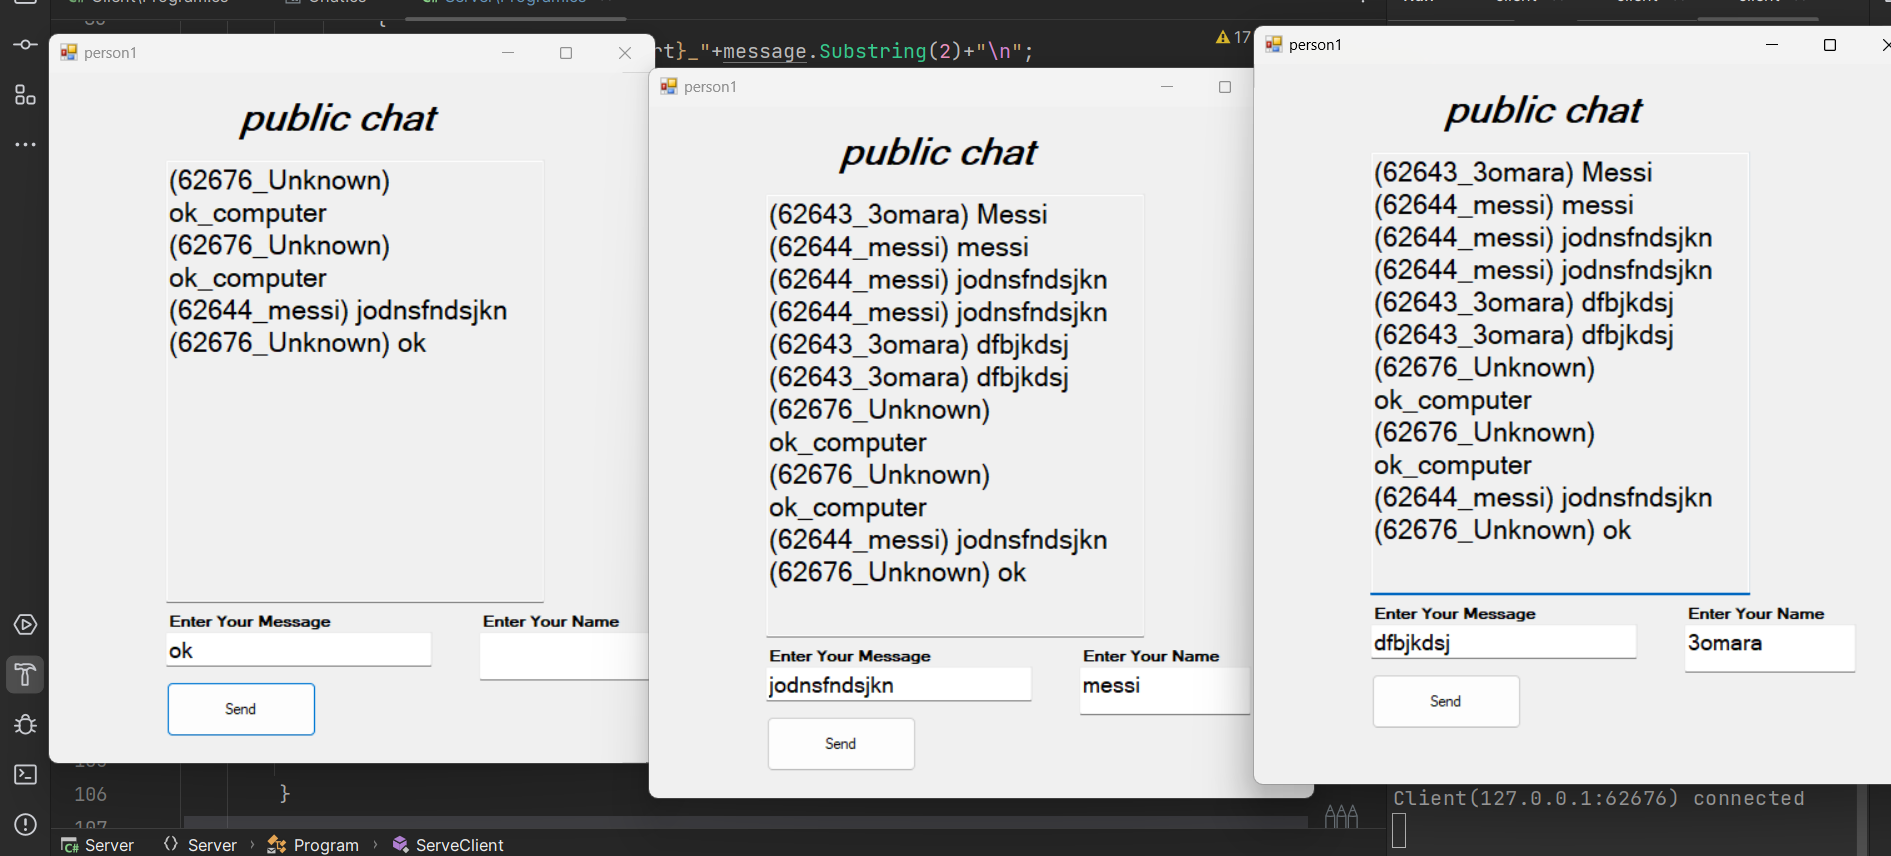 rt}_"+message.Substring(2)+"\n";
17
person1
public chat
(62676_Unknown)
ok_computer
(62676_Unknown)
ok_computer
(62644_messi) jodnsfndsjkn
(62676_Unknown) ok
Enter Your Message
Enter Your Name
ok
Send
person1
public chat
(62643_3omara) Messi
(62644_messi) messi
(62644_messi) jodnsfndsjkn
(62644_messi) jodnsfndsjkn
(62643_3omara) dfbjkdsj
(62643_3omara) dfbjkdsj
(62676_Unknown)
ok_computer
(62676_Unknown)
ok_computer
(62644_messi) jodnsfndsjkn
(62676_Unknown) ok
Enter Your Message
Enter Your Name
jodnsfndsjkn
messi
Send
person1
public chat
(62643_3omara) Messi
(62644_messi) messi
(62644_messi) jodnsfndsjkn
(62644_messi) jodnsfndsjkn
(62643_3omara) dfbjkdsj
(62643_3omara) dfbjkdsj
(62676_Unknown)
ok_computer
(62676_Unknown)
ok_computer
(62644_messi) jodnsfndsjkn
(62676_Unknown) ok
Enter Your Message
Enter Your Name
dfbjkdsj
3omara
Send
106 }
107
Client(127.0.0.1:62676) connected
C# Server Server › Program › ServeClient